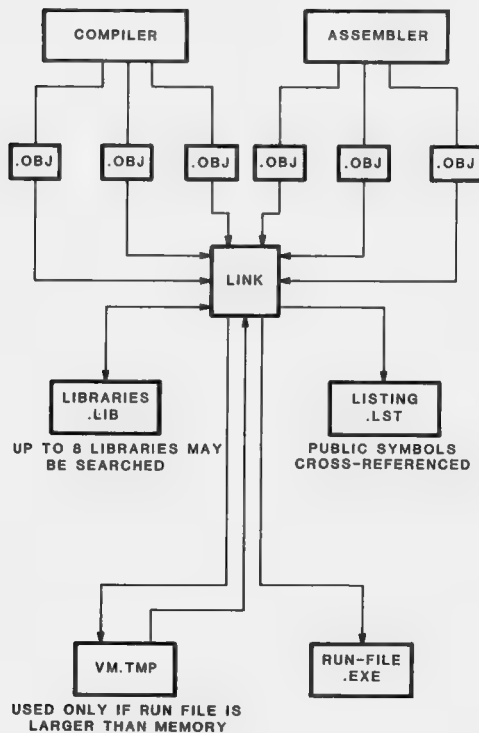 COMPILER
ASSEMBLER
.OBJ
.OBJ
.OBJ
.OBJ
.OBJ
.OBJ
LINK
LIBRARIES
.LIB
UP TO 8 LIBRARIES MAY
BE SEARCHED
LISTING
.LST
PUBLIC SYMBOLS
CROSS-REFERENCED
VM.TMP
USED ONLY IF RUN FILE IS
LARGER THAN MEMORY
RUN-FILE
.EXE